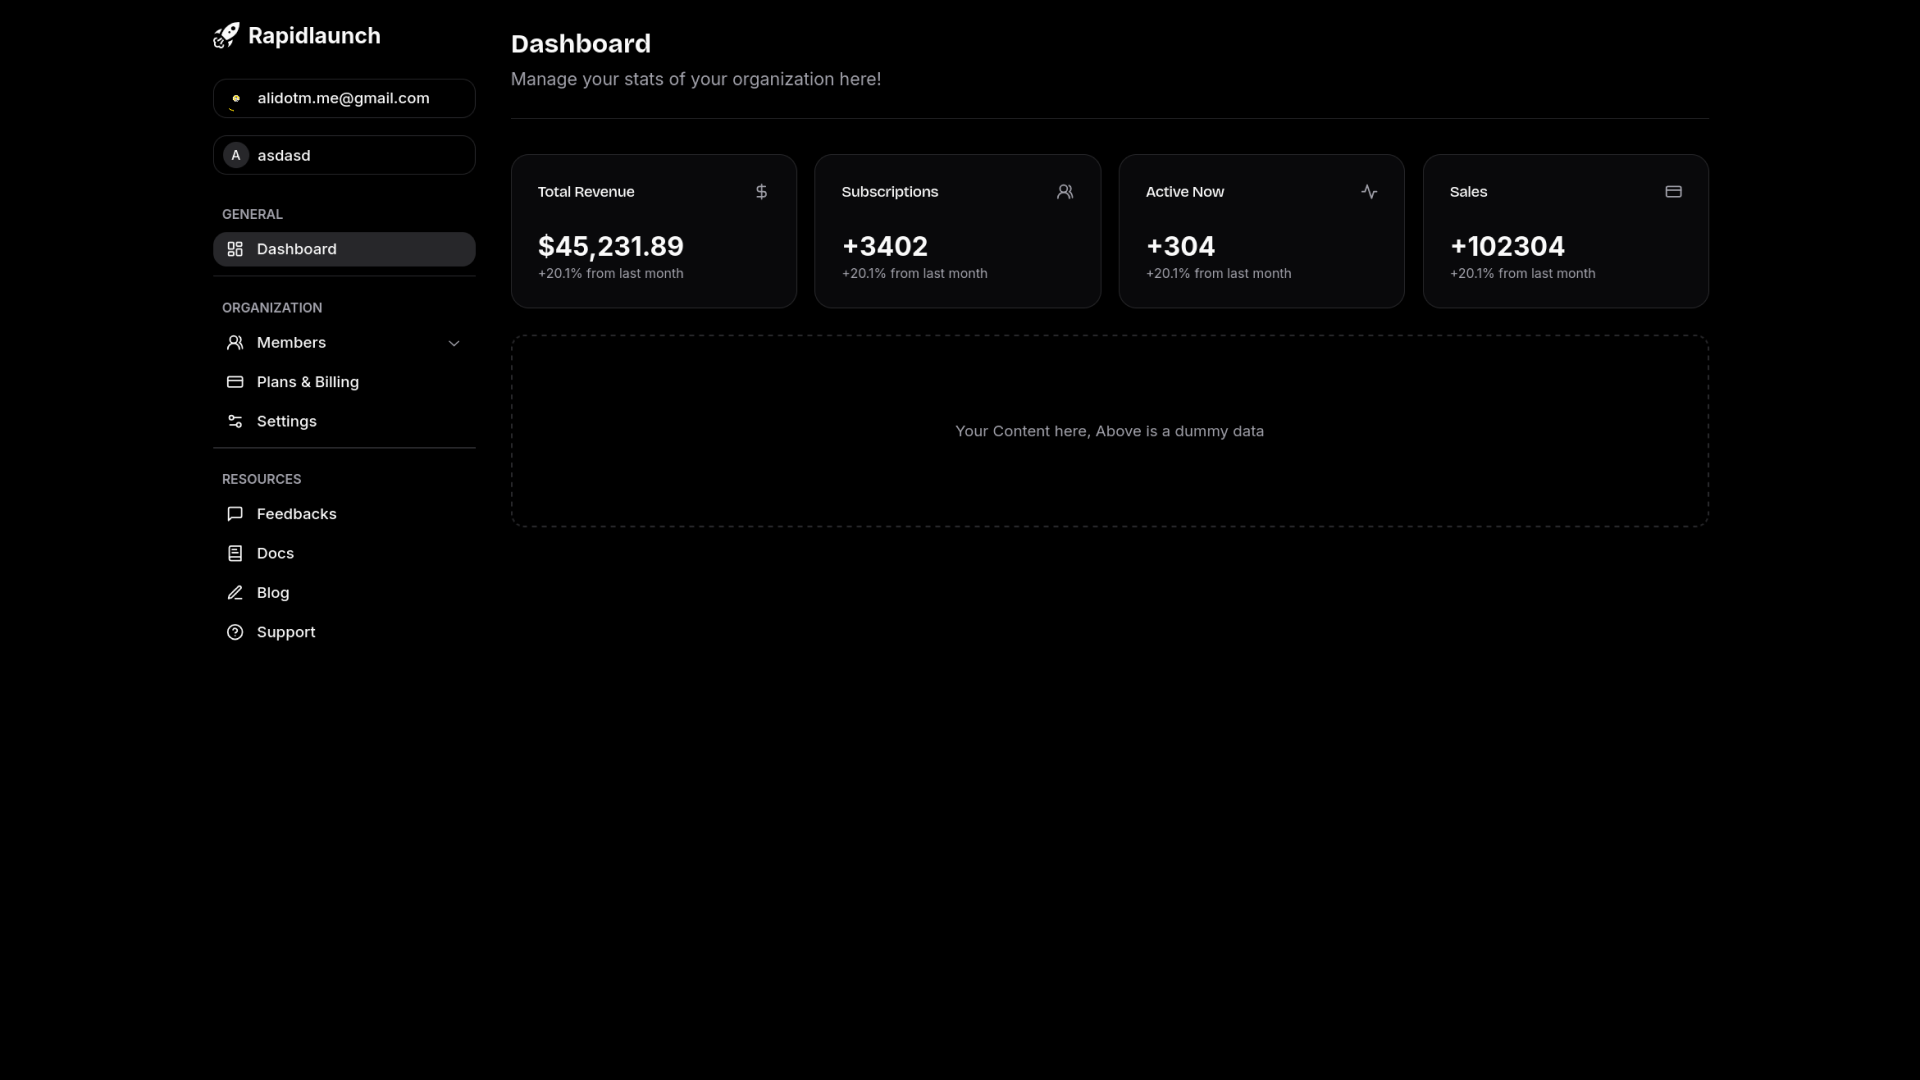 Rapidlaunch
alidotm.me@gmail.com
A asdasd
GENERAL
Dashboard
ORGANIZATION
Members
Plans & Billing
Settings
RESOURCES
Feedbacks
Docs
Blog
Support
Dashboard
Manage your stats of your organization here!
Total Revenue
$45,231.89
+20.1% from last month
Subscriptions
+3402
+20.1% from last month
Active Now
+304
+20.1% from last month
Sales
+102304
+20.1% from last month
Your Content here, Above is a dummy data